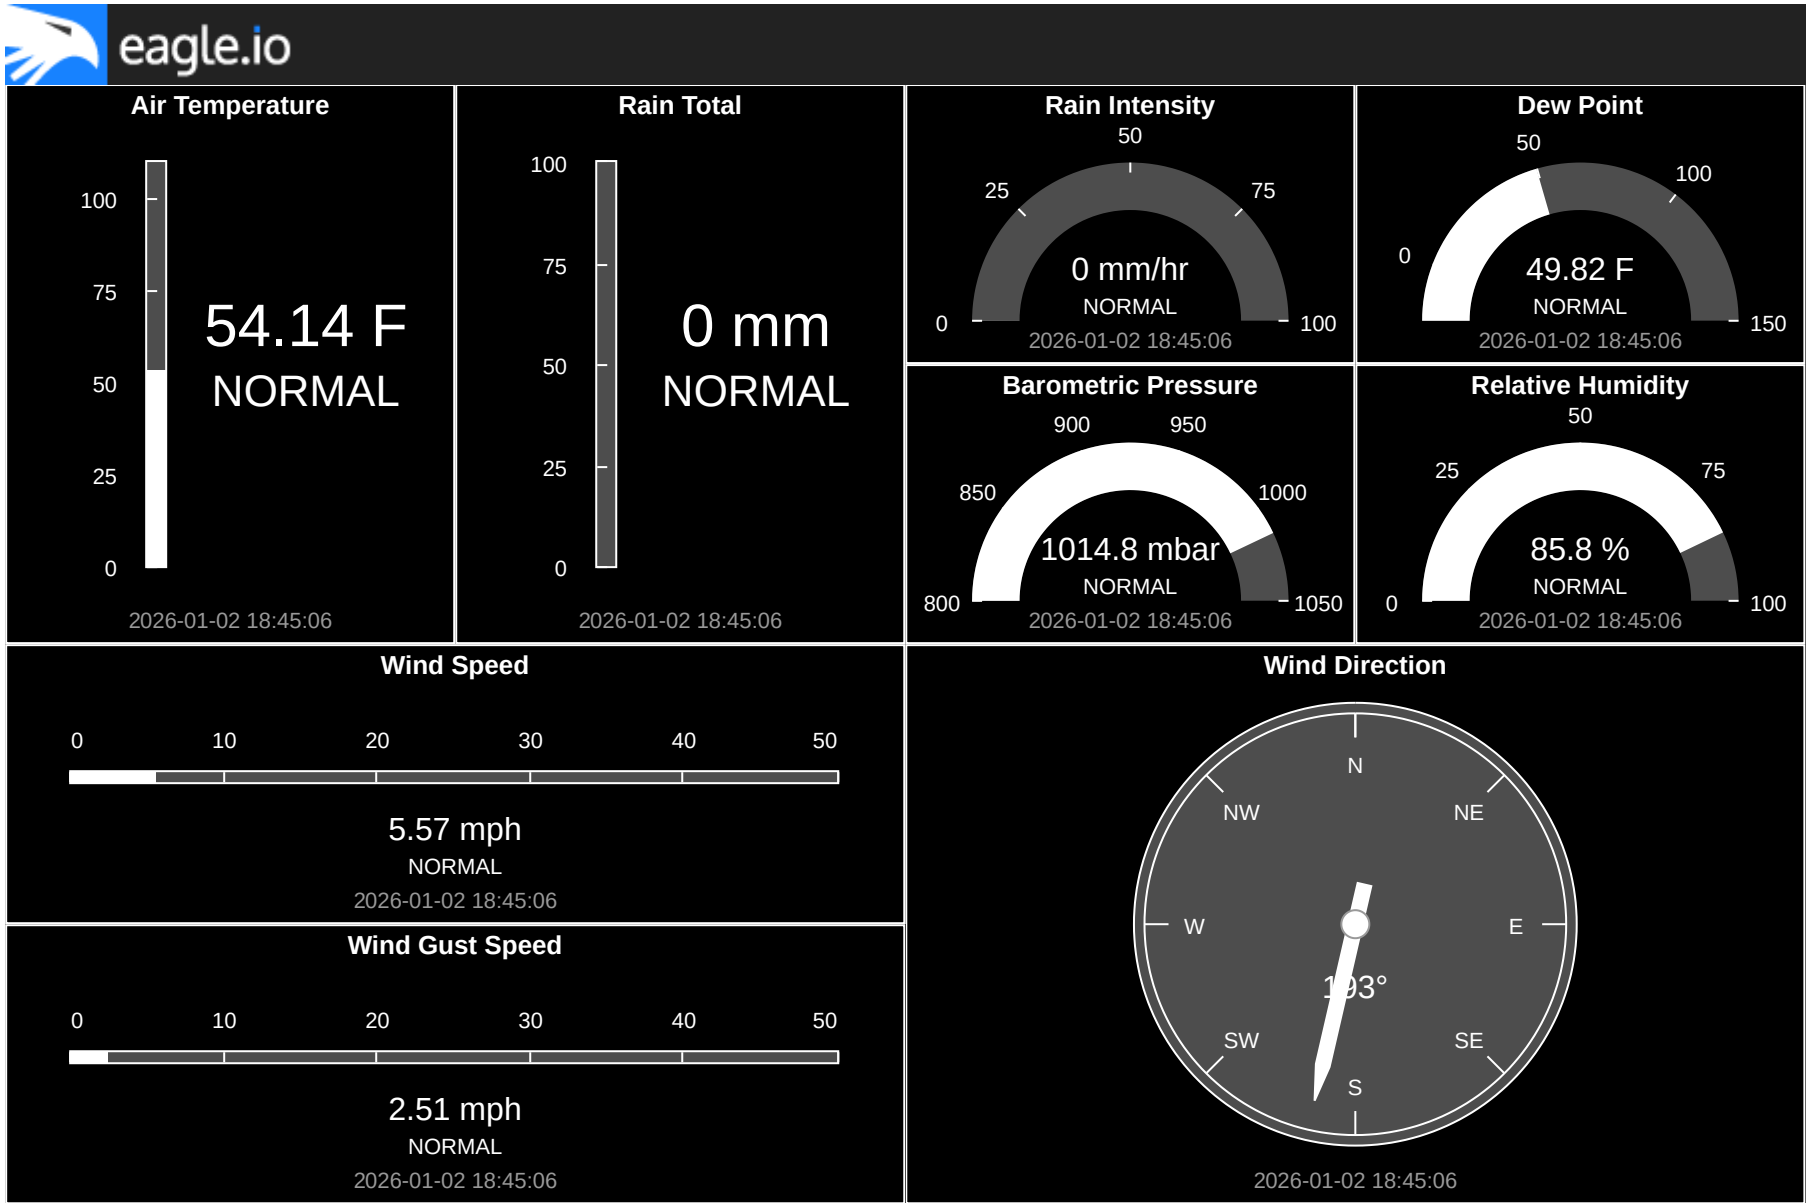 eagle.io
Air Temperature
100
75
50
25
0
54.14 F
NORMAL
2026-01-02 18:45:06
Rain Total
100
75
50
25
0
0 mm
NORMAL
2026-01-02 18:45:06
Rain Intensity
0
25
50
75
100
0 mm/hr
NORMAL
2026-01-02 18:45:06
Dew Point
0
50
100
150
49.82 F
NORMAL
2026-01-02 18:45:06
Barometric Pressure
800
850
900
950
1000
1050
1014.8 mbar
NORMAL
2026-01-02 18:45:06
Relative Humidity
0
25
50
75
100
85.8 %
NORMAL
2026-01-02 18:45:06
Wind Speed
0 10 20 30 40 50
5.57 mph
NORMAL
2026-01-02 18:45:06
Wind Gust Speed
0 10 20 30 40 50
2.51 mph
NORMAL
2026-01-02 18:45:06
Wind Direction
N
NW NE
W E
193°
SW SE
S
2026-01-02 18:45:06